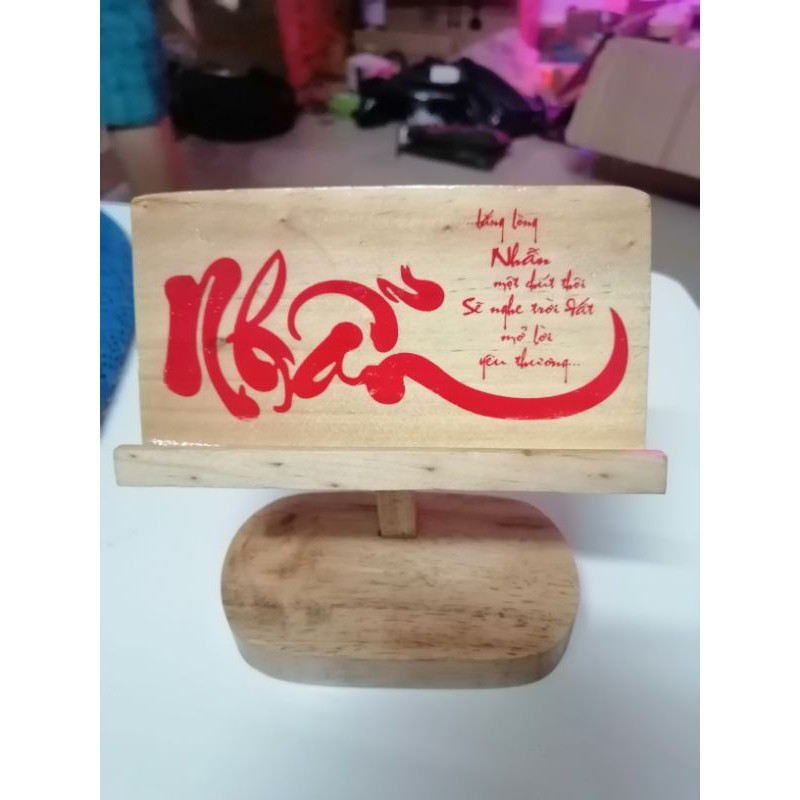 Nhẫn
...bằng lòng
Nhẫn
một chút thôi
Sẽ nghe trời đất
mở lời
yêu thương...